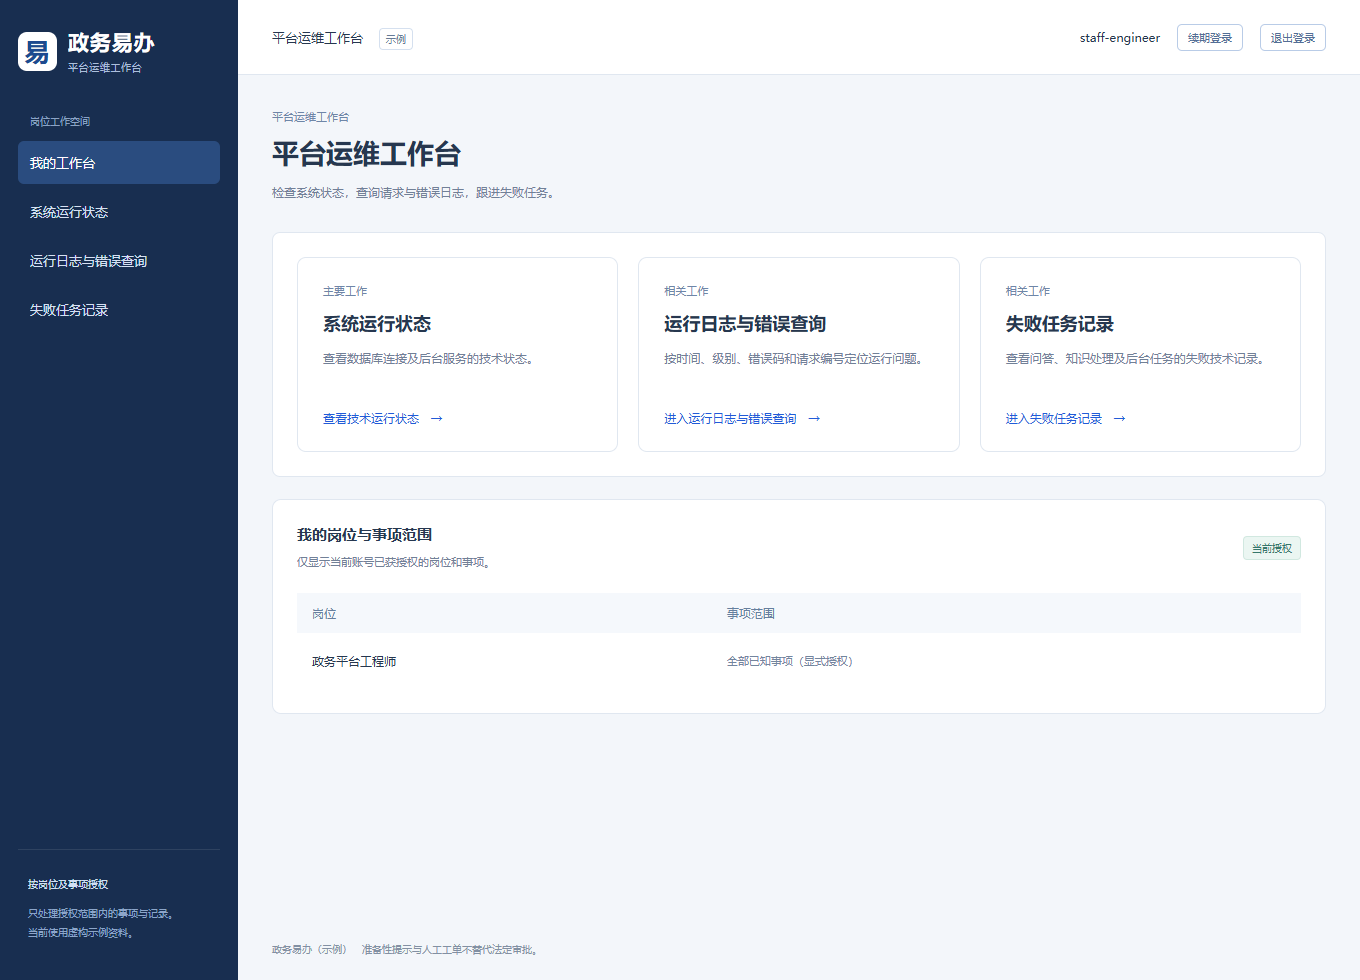 易
政务易办
平台运维工作台
岗位工作空间
我的工作台
系统运行状态
运行日志与错误查询
失败任务记录
按岗位及事项授权
只处理授权范围内的事项与记录。
当前使用虚构示例资料。
平台运维工作台 示例
staff-engineer 续期登录 退出登录
平台运维工作台
平台运维工作台
检查系统状态，查询请求与错误日志，跟进失败任务。
主要工作
系统运行状态
查看数据库连接及后台服务的技术状态。
查看技术运行状态 →
相关工作
运行日志与错误查询
按时间、级别、错误码和请求编号定位运行问题。
进入运行日志与错误查询 →
相关工作
失败任务记录
查看问答、知识处理及后台任务的失败技术记录。
进入失败任务记录 →
我的岗位与事项范围
仅显示当前账号已获授权的岗位和事项。
当前授权
岗位 事项范围
政务平台工程师 全部已知事项（显式授权）
政务易办（示例） 准备性提示与人工工单不替代法定审批。